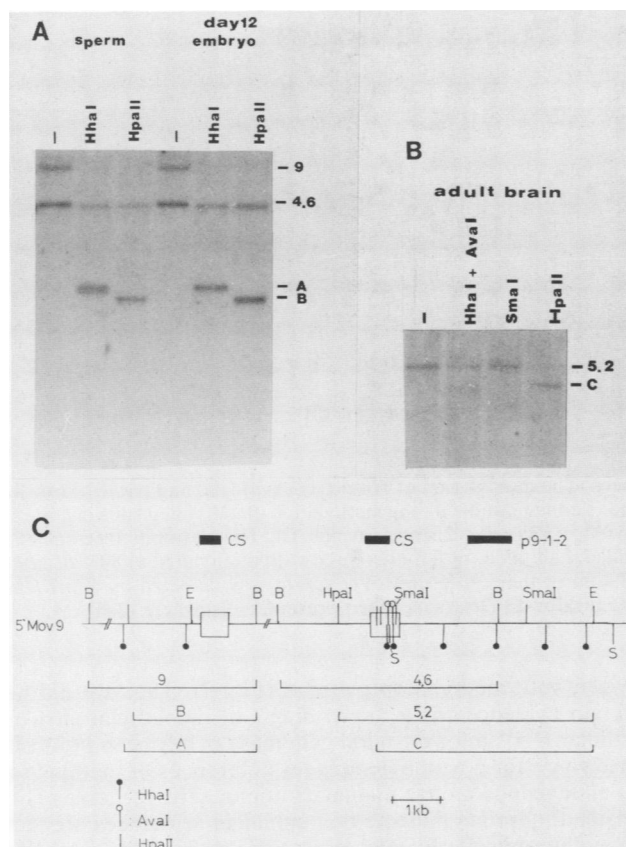 A
sperm
day12
embryo
–
HhaI
HpaII
–
HhaI
HpaII
9
4,6
A
B
B
adult brain
–
HhaI + AvaI
SmaI
HpaII
5,2
C
C
CS
CS
p9-1-2
B
E
B
B
HpaI
SmaI
B
SmaI
E
5' Mov 9
S
S
9
4,6
B
5,2
A
C
1kb
HhaI
AvaI
HpaII